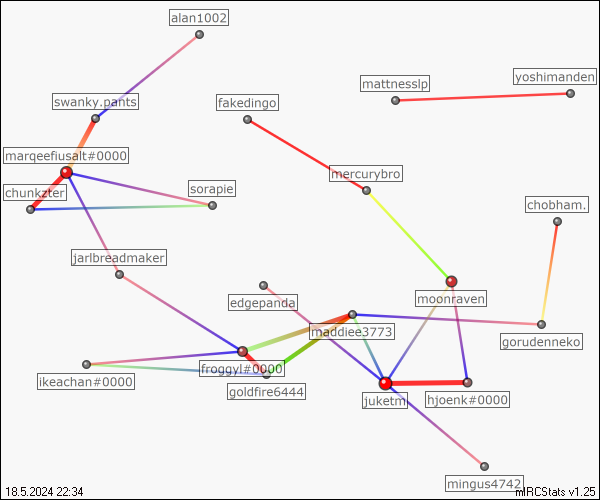 alan1002
yoshimanden
mattnesslp
swanky.pants
fakedingo
marqeefiusalt#0000
mercurybro
chunkzter
sorapie
chobham.
jarlbreadmaker
edgepanda
moonraven
maddiee3773
gorudenneko
froggyl#0000
ikeachan#0000
goldfire6444
juketm
hjoenk#0000
mingus4742
18.5.2024 22:34
mIRCStats v1.25